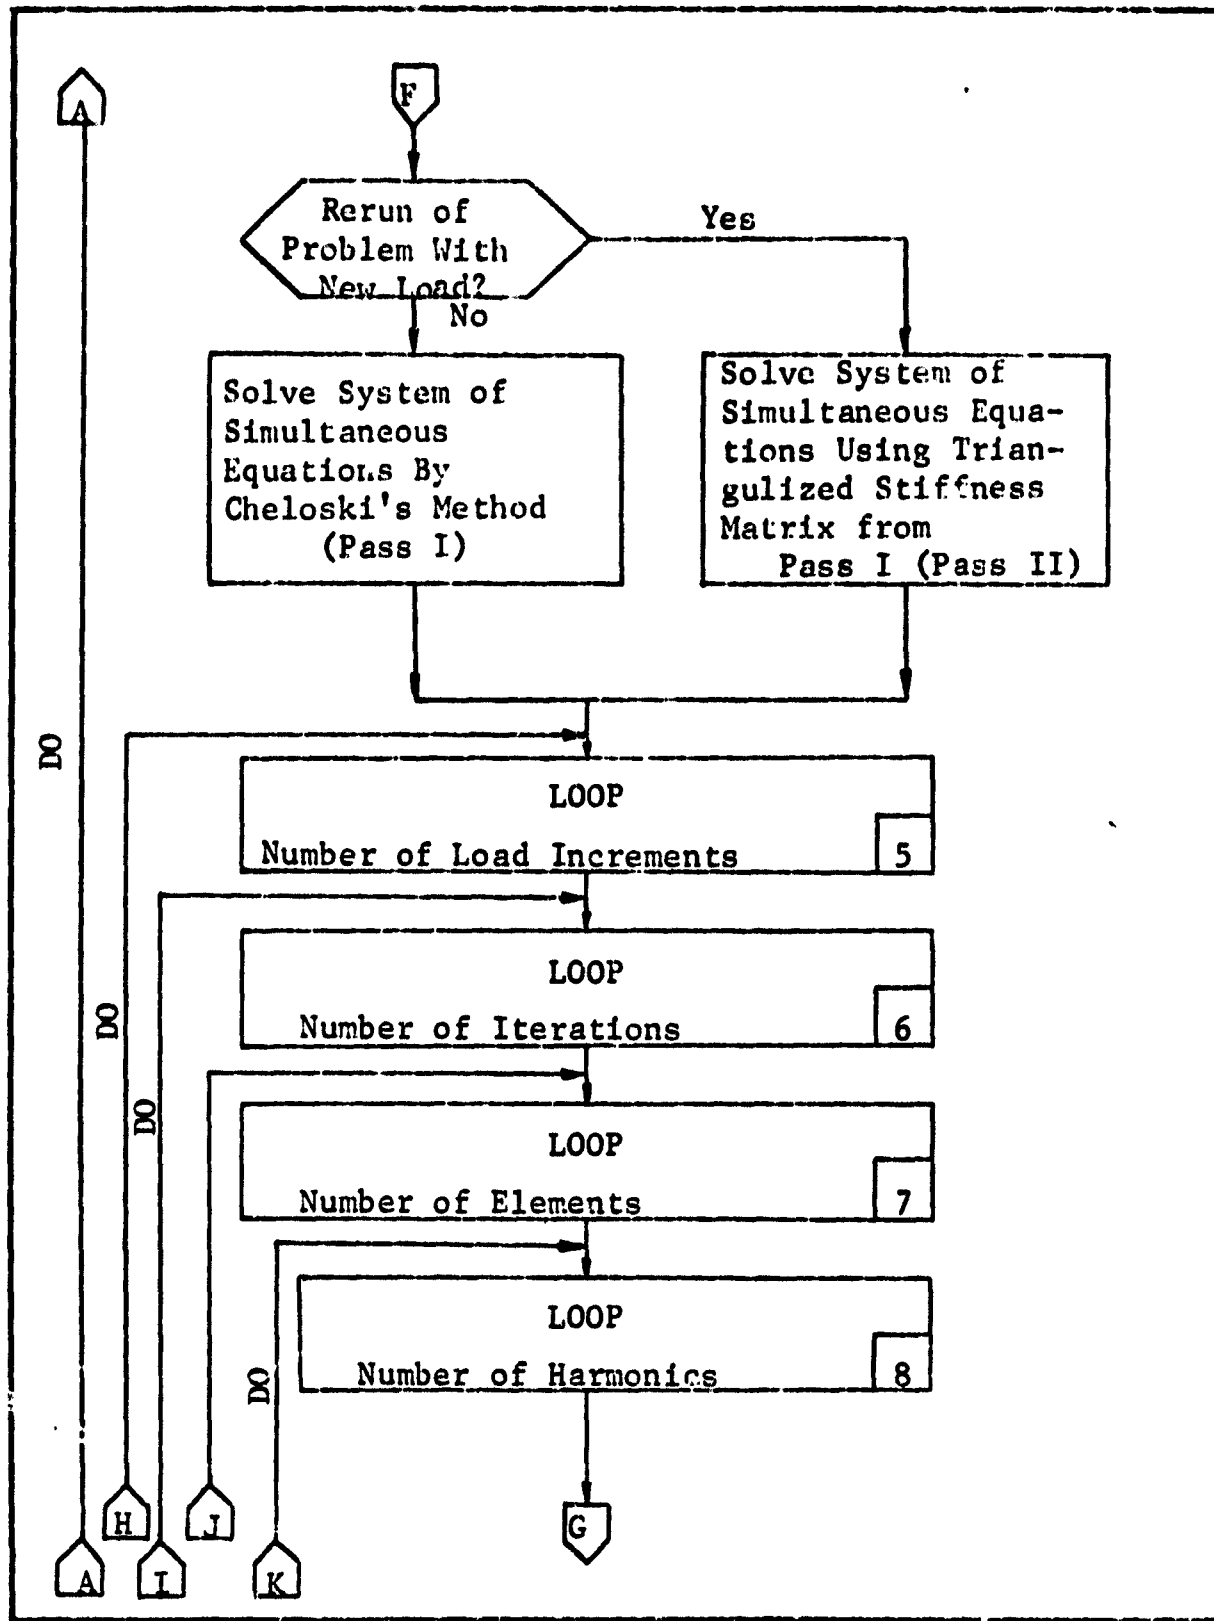 A
F
Rerun of
Problem With
New Load?
Yes
No
Solve System of
Simultaneous
Equations By
Cheloski's Method
(Pass I)
Solve System of
Simultaneous Equa-
tions Using Trian-
gulized Stiffness
Matrix from
Pass I (Pass II)
DO
LOOP
Number of Load Increments
5
DO
LOOP
Number of Iterations
6
DO
LOOP
Number of Elements
7
LOOP
Number of Harmonics
8
DO
H
J
G
A
I
K